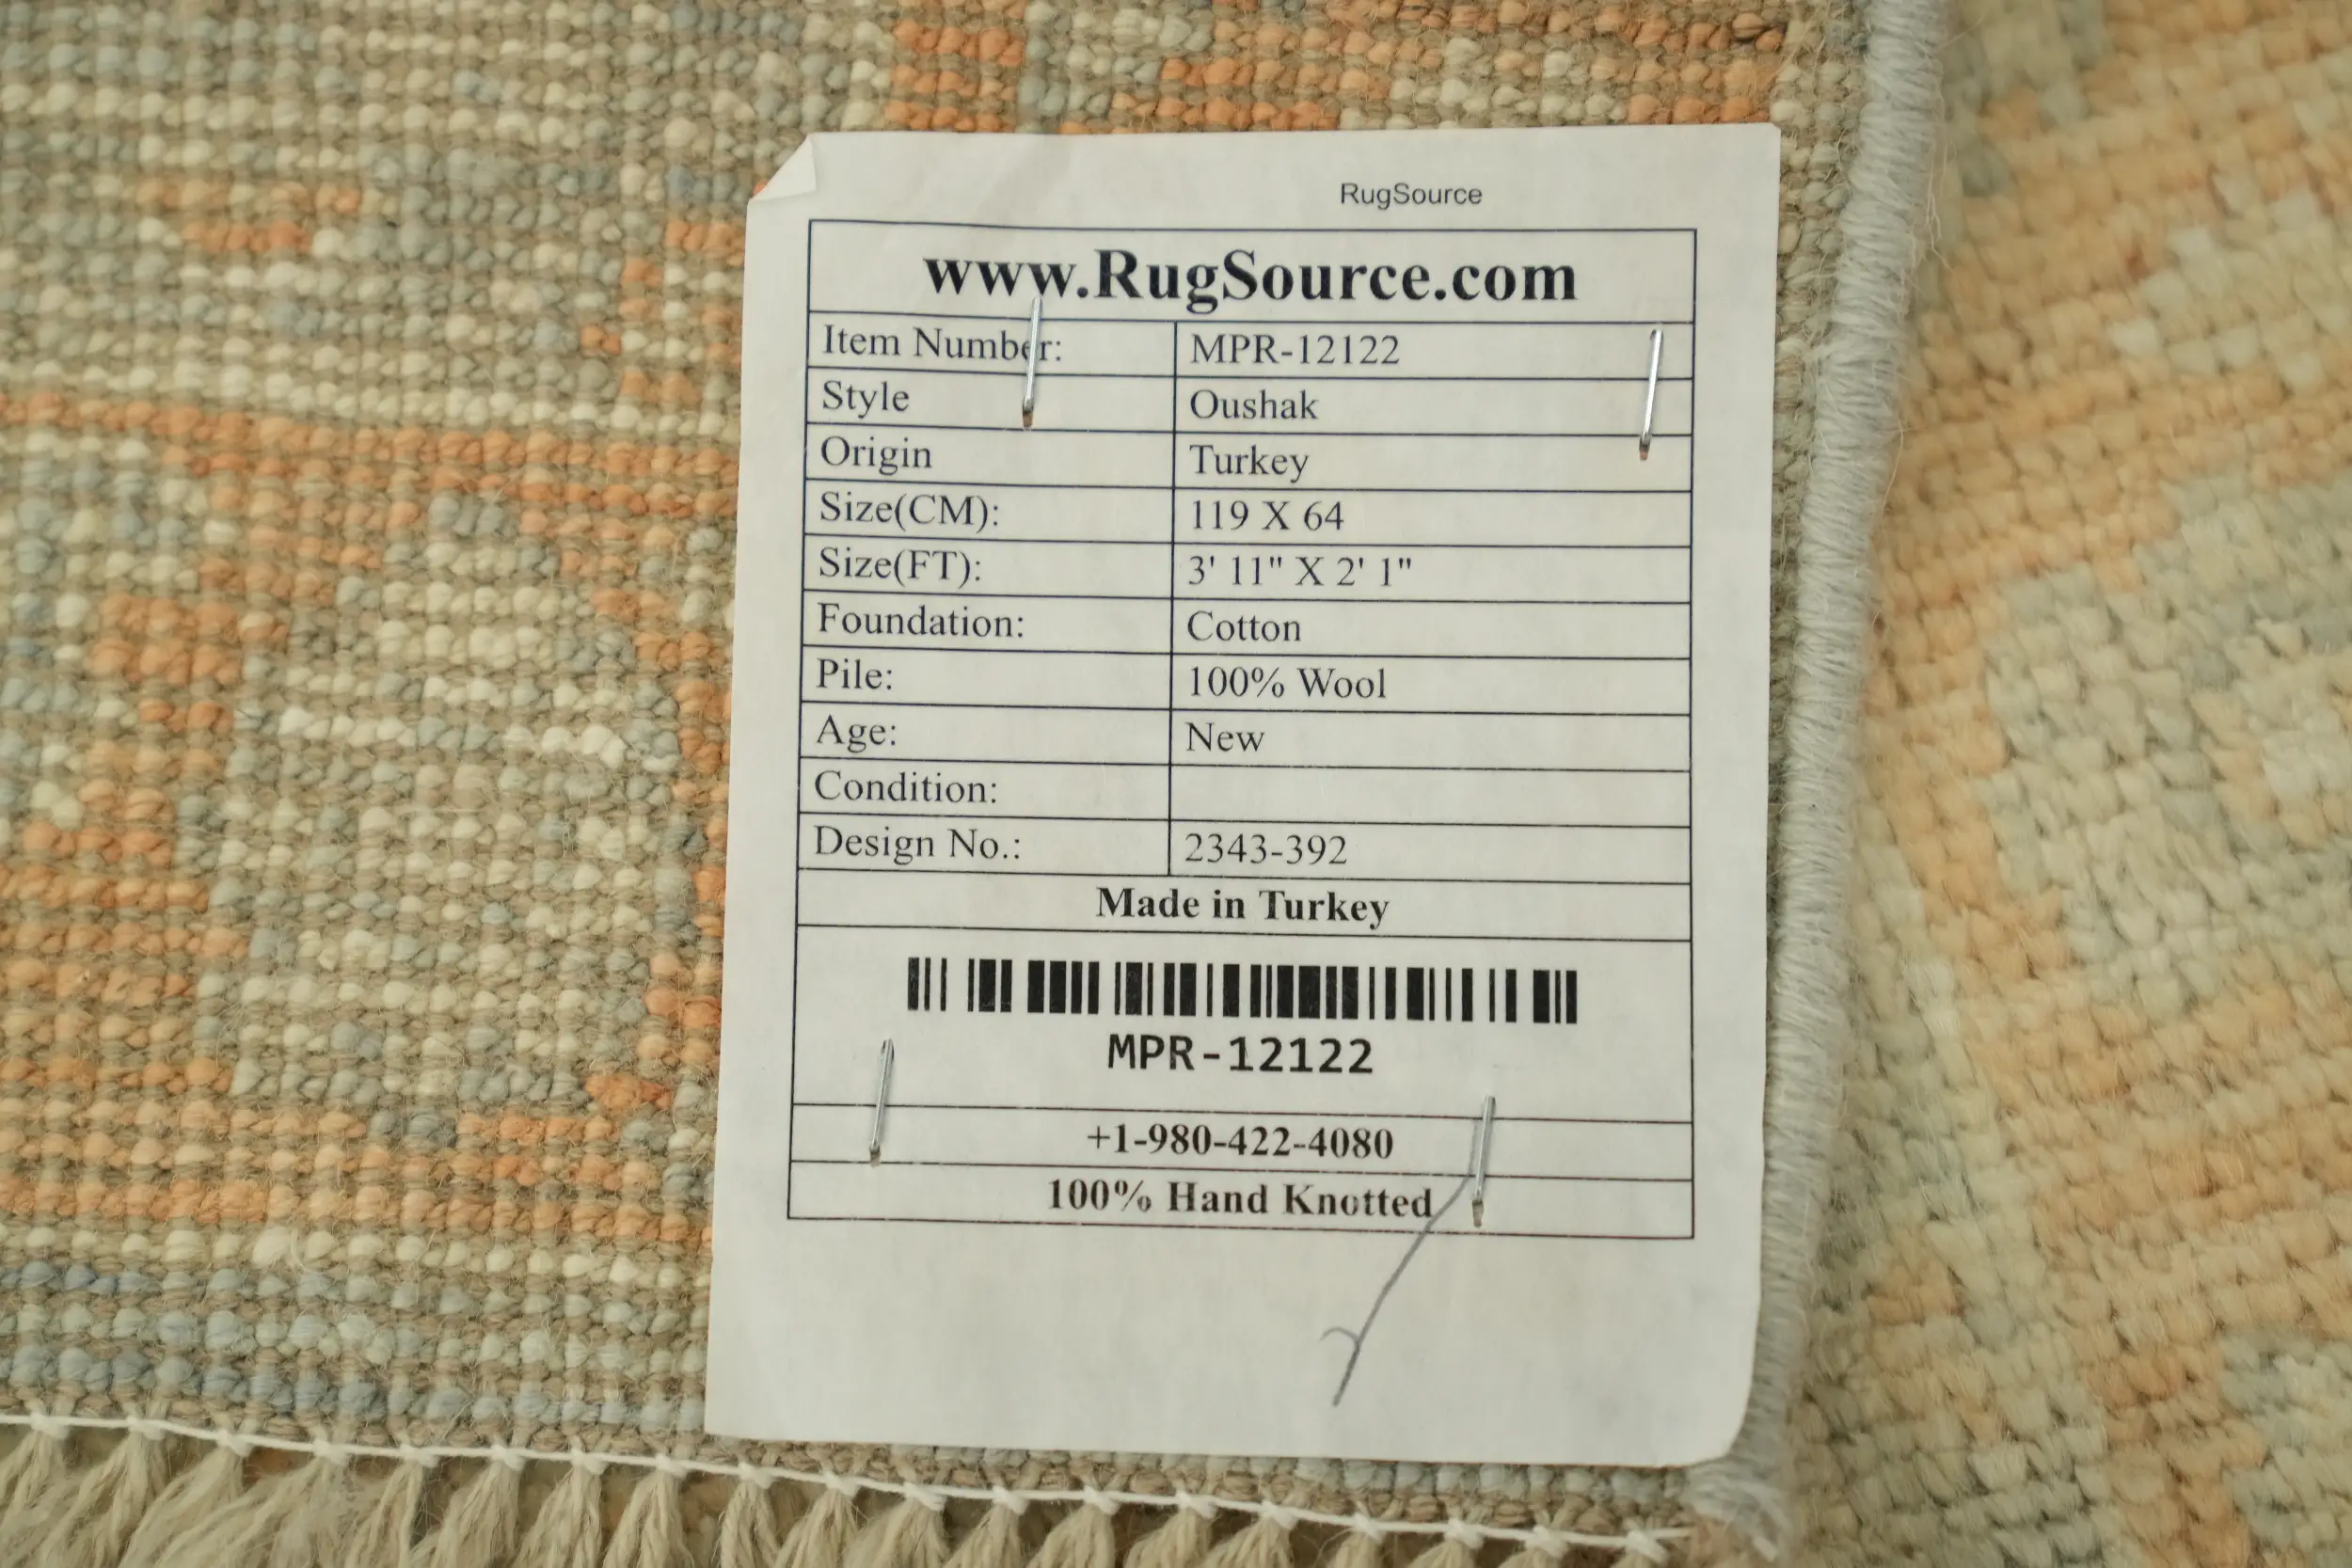 RugSource
www.RugSource.com
Item Number: MPR-12122
Style Oushak
Origin Turkey
Size(CM): 119 X 64
Size(FT): 3' 11" X 2' 1"
Foundation: Cotton
Pile: 100% Wool
Age: New
Condition:
Design No.: 2343-392
Made in Turkey
MPR-12122
+1-980-422-4080
100% Hand Knotted